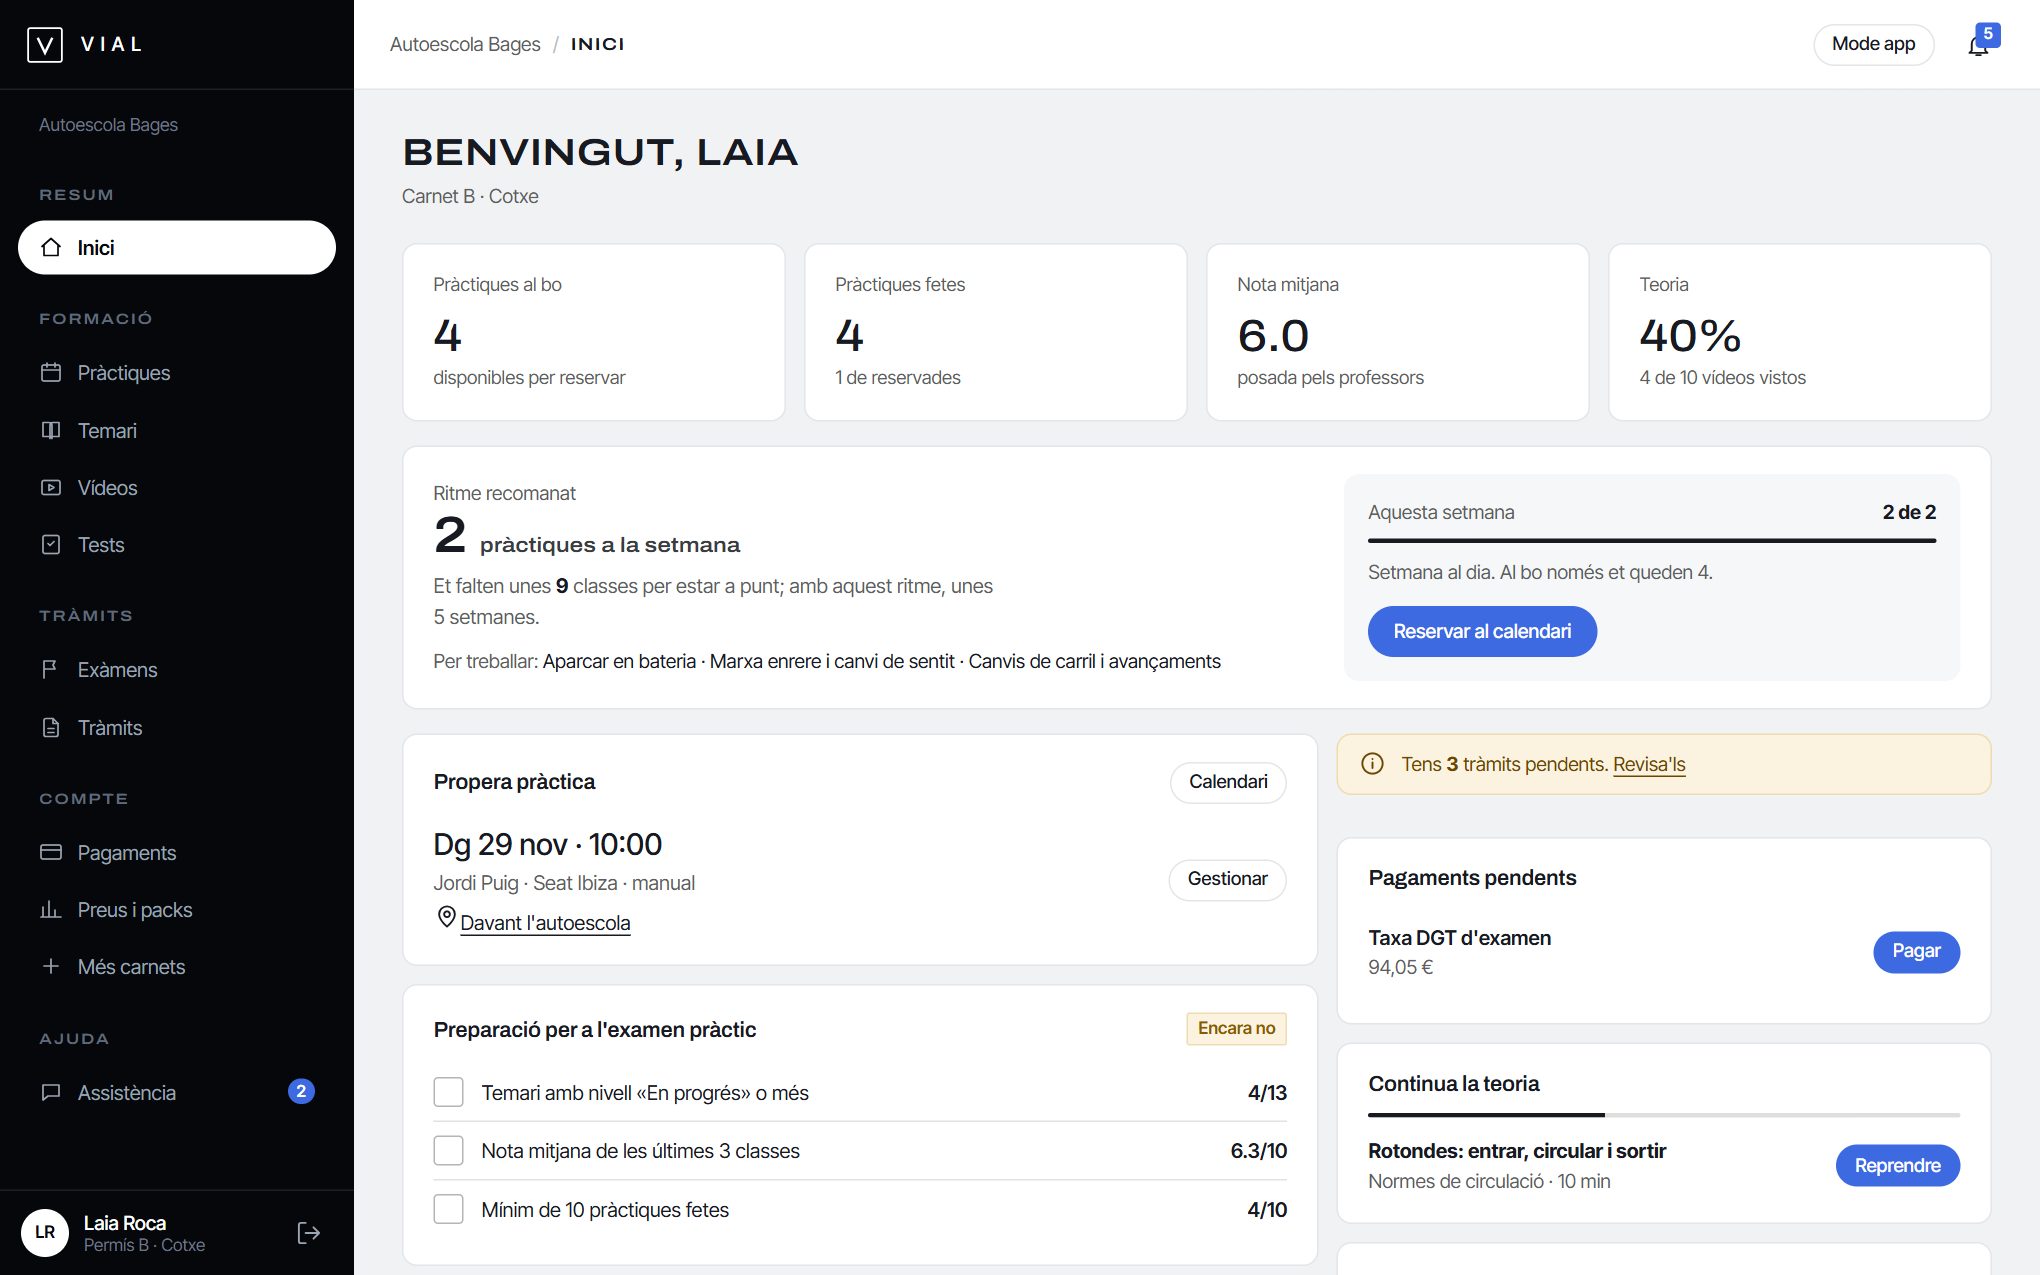 V VIAL
Autoescola Bages
RESUM
Inici
FORMACIÓ
Pràctiques
Temari
Vídeos
Tests
TRÀMITS
Exàmens
Tràmits
COMPTE
Pagaments
Preus i packs
Més carnets
AJUDA
Assistència 2
LR
Laia Roca
Permís B · Cotxe
Autoescola Bages / INICI
Mode app
5
BENVINGUT, LAIA
Carnet B · Cotxe
Pràctiques al bo
4
disponibles per reservar
Pràctiques fetes
4
1 de reservades
Nota mitjana
6.0
posada pels professors
Teoria
40%
4 de 10 vídeos vistos
Ritme recomanat
2 pràctiques a la setmana
Et falten unes 9 classes per estar a punt; amb aquest ritme, unes
5 setmanes.
Per treballar: Aparcar en bateria · Marxa enrere i canvi de sentit · Canvis de carril i avançaments
Aquesta setmana 2 de 2
Setmana al dia. Al bo només et queden 4.
Reservar al calendari
Propera pràctica
Calendari
Dg 29 nov · 10:00
Jordi Puig · Seat Ibiza · manual
Davant l'autoescola
Gestionar
Preparació per a l'examen pràctic
Encara no
Temari amb nivell «En progrés» o més 4/13
Nota mitjana de les últimes 3 classes 6.3/10
Mínim de 10 pràctiques fetes 4/10
Tens 3 tràmits pendents. Revisa'ls
Pagaments pendents
Taxa DGT d'examen
94,05 €
Pagar
Continua la teoria
Rotondes: entrar, circular i sortir
Normes de circulació · 10 min
Reprendre